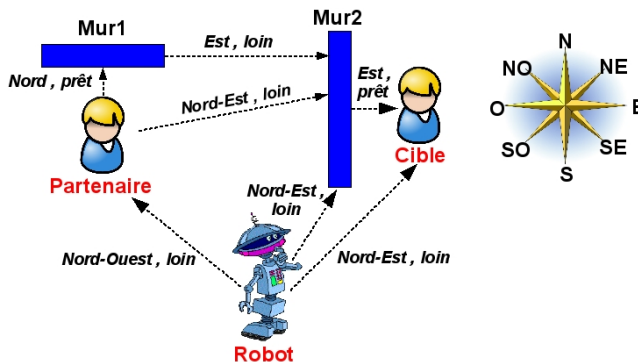 Mur2
Mur1
Est , loin
Est ,
prêt
Nord , prêt
Nord-Est , loin
Partenaire
Cible
Nord-Est ,
loin
Nord-Ouest , loin
Nord-Est , loin
Robot
N
NO
NE
O
E
SO
SE
S